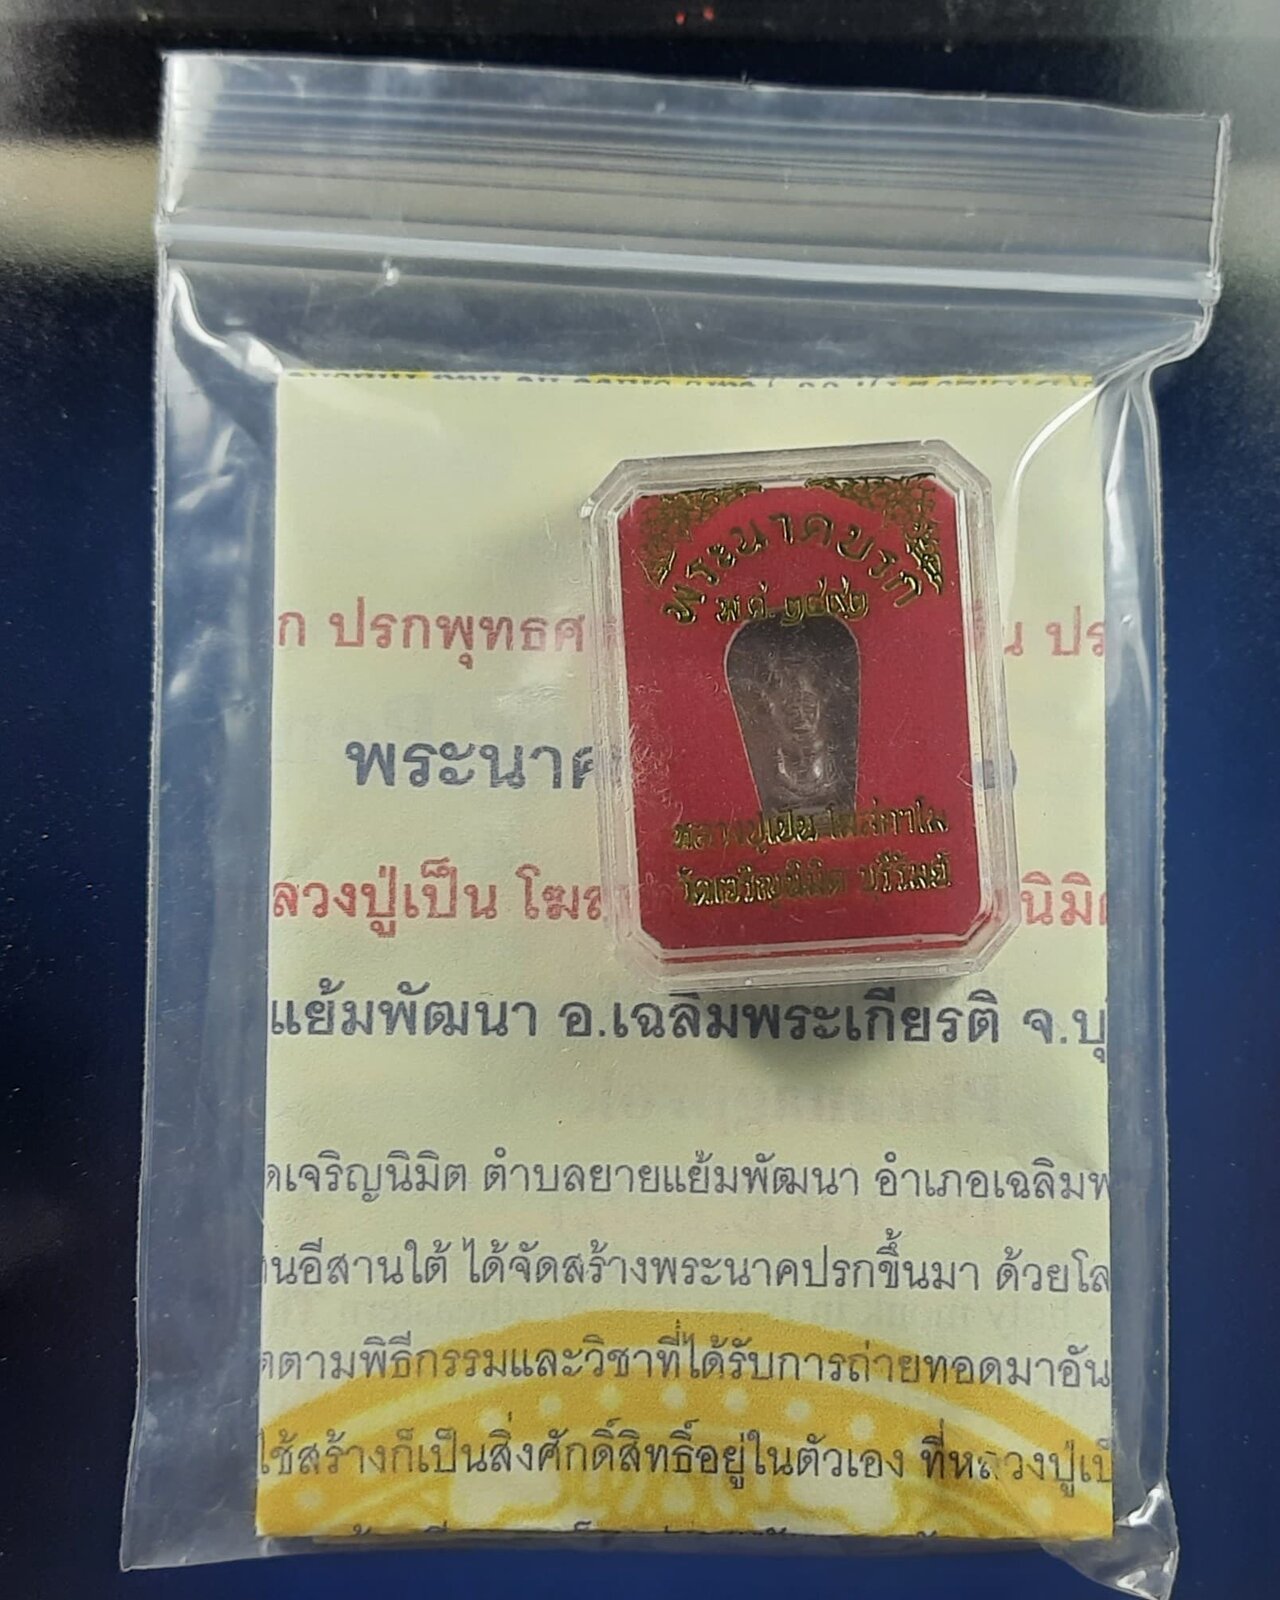 พระนาคปรก
พ.ศ. ๒๕๔๒
หลวงปู่เป็น โฆสกาโม
วัดเจริญนิมิต บุรีรัมย์
ก ปรกพุทธศ น ปร
พระนาค
ลวงปู่เป็น โฆส นิมิต
แย้มพัฒนา อ.เฉลิมพระเกียรติ จ.บุ
ดเจริญนิมิต ตำบลยายแย้มพัฒนา อำเภอเฉลิมพ
านอีสานใต้ ได้จัดสร้างพระนาคปรกขึ้นมา ด้วยโล
ตตามพิธีกรรมและวิชาที่ได้รับการถ่ายทอดมาอัน
ใช้สร้างก็เป็นสิ่งศักดิ์สิทธิ์อยู่ในตัวเอง ที่หลวงปู่เป็